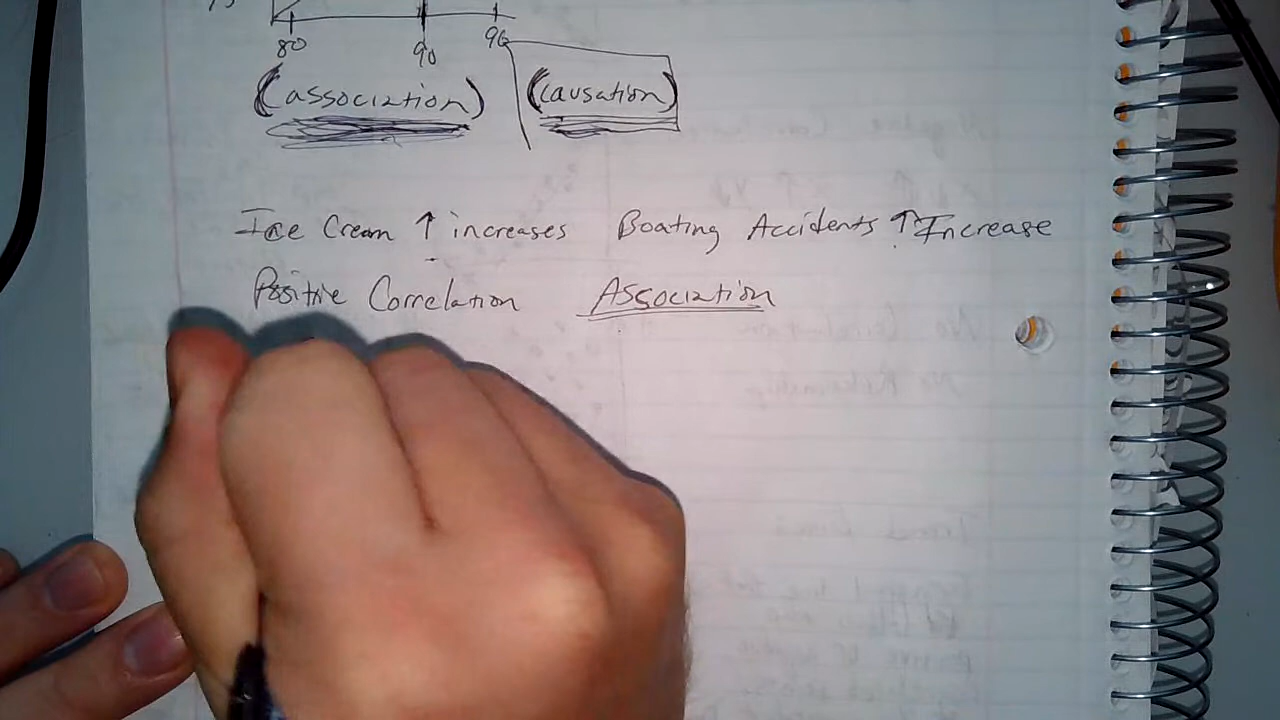 80 90 96
(association) (causation)
Ice Cream ↑ increases Boating Accidents ↑ Increase
Positive Correlation Association